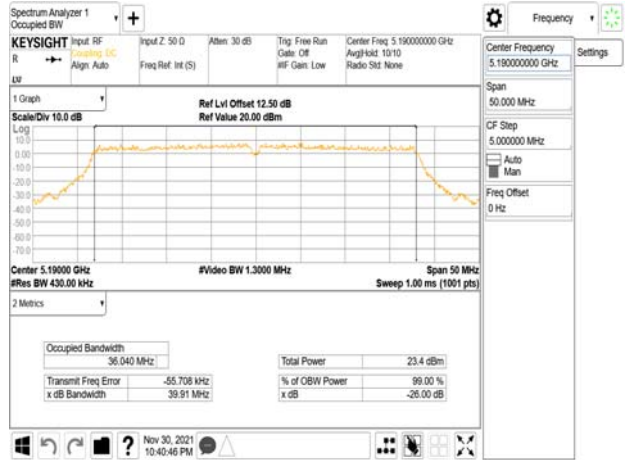 Spectrum Analyzer 1
Occupied BW
+
Frequency
KEYSIGHT Input: RF Input Z: 50 Ω Atten: 30 dB Trig: Free Run Center Freq: 5.190000000 GHz
R Coupling: DC Gate: Off Avg|Hold: 10/10
Align: Auto Freq Ref: Int (S) #IF Gain: Low Radio Std: None
1 Graph
Ref Lvl Offset 12.50 dB
Scale/Div 10.0 dB Ref Value 20.00 dBm
Log
10.0
0.00
-10.0
-20.0
-30.0
-40.0
-50.0
-60.0
-70.0
Center 5.19000 GHz #Video BW 1.3000 MHz Span 50 MHz
#Res BW 430.00 kHz Sweep 1.00 ms (1001 pts)
2 Metrics
Occupied Bandwidth
36.040 MHz Total Power 23.4 dBm
Transmit Freq Error -55.708 kHz % of OBW Power 99.00 %
x dB Bandwidth 39.91 MHz x dB -26.00 dB
Center Frequency
5.190000000 GHz
Settings
Span
50.000 MHz
CF Step
5.000000 MHz
Auto
Man
Freq Offset
0 Hz
? Nov 30, 2021
10:40:46 PM